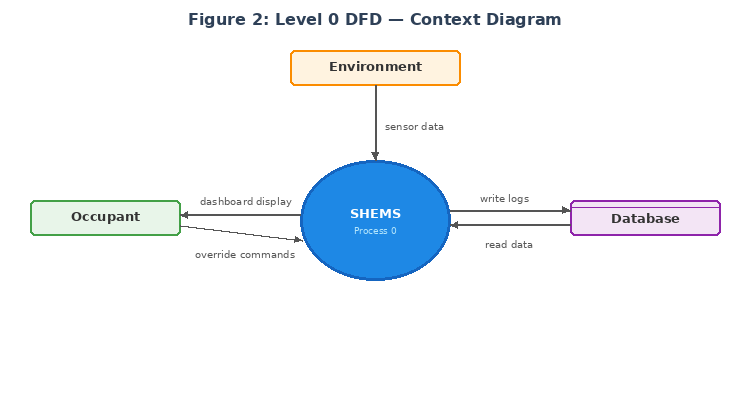 Figure 2: Level 0 DFD — Context Diagram
Environment
sensor data
dashboard display
write logs
Occupant
SHEMS
Process 0
Database
override commands
read data